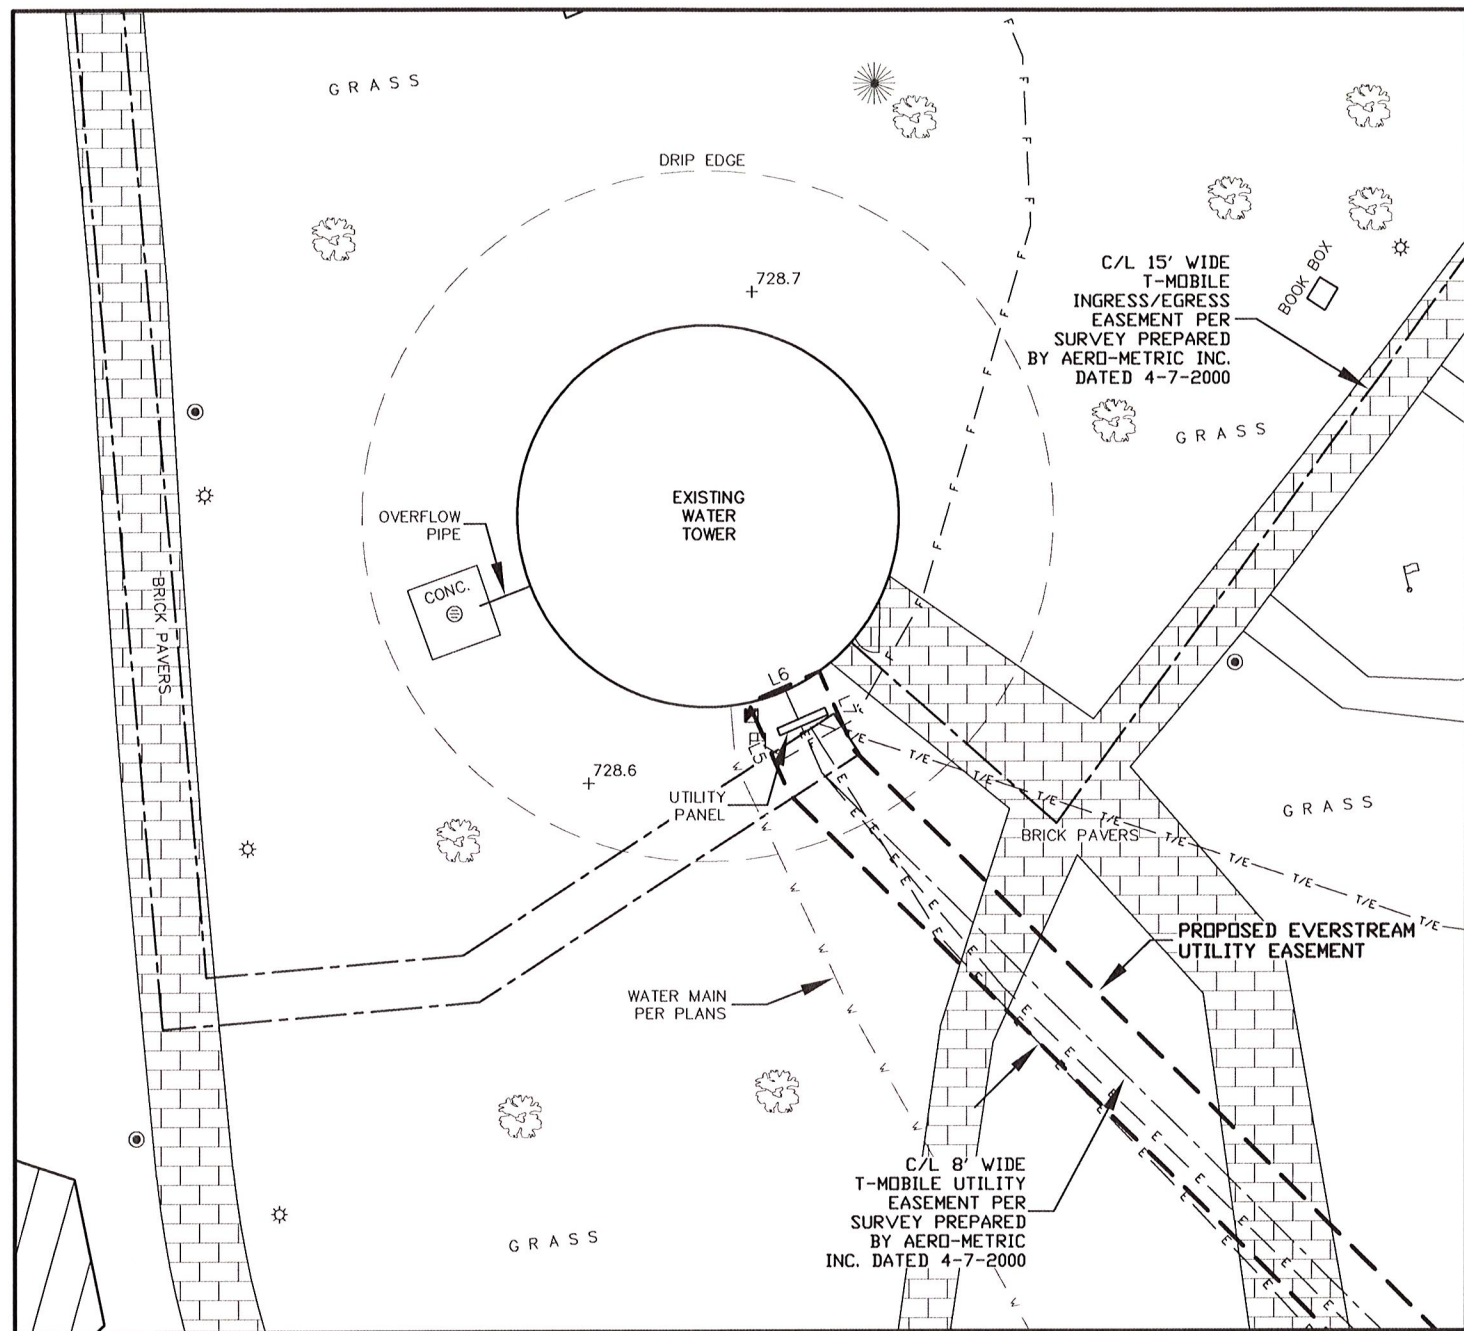 GRASS
DRIP EDGE
728.7
BOOK BOX
C/L 15' WIDE
T-MOBILE
INGRESS/EGRESS
EASEMENT PER
SURVEY PREPARED
BY AERO-METRIC INC.
DATED 4-7-2000
GRASS
EXISTING
WATER
TOWER
OVERFLOW
PIPE
CONC.
BRICK PAVERS
L6
L7
L5
728.6
UTILITY
PANEL
GRASS
BRICK PAVERS
PROPOSED EVERSTREAM
UTILITY EASEMENT
WATER MAIN
PER PLANS
C/L 8' WIDE
T-MOBILE UTILITY
EASEMENT PER
SURVEY PREPARED
BY AERO-METRIC
INC. DATED 4-7-2000
GRASS
F F F F F F F F F F F F
T/E T/E T/E T/E T/E T/E T/E T/E
E E E E E E E E E E
W W W W W W W